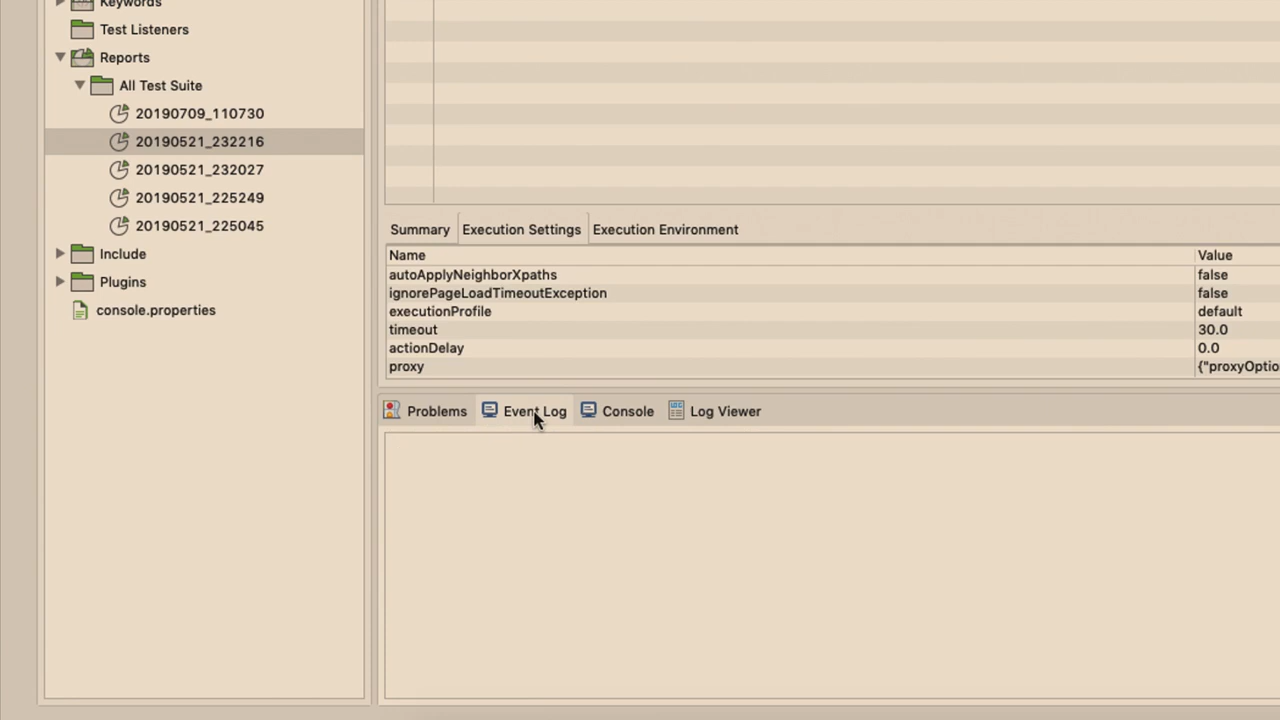 Keywords
Test Listeners
Reports
All Test Suite
20190709_110730
20190521_232216
20190521_232027
20190521_225249
20190521_225045
Include
Plugins
console.properties
Summary Execution Settings Execution Environment
Name Value
autoApplyNeighborXpaths false
ignorePageLoadTimeoutException false
executionProfile default
timeout 30.0
actionDelay 0.0
proxy {"proxyOptio
Problems Event Log Console Log Viewer